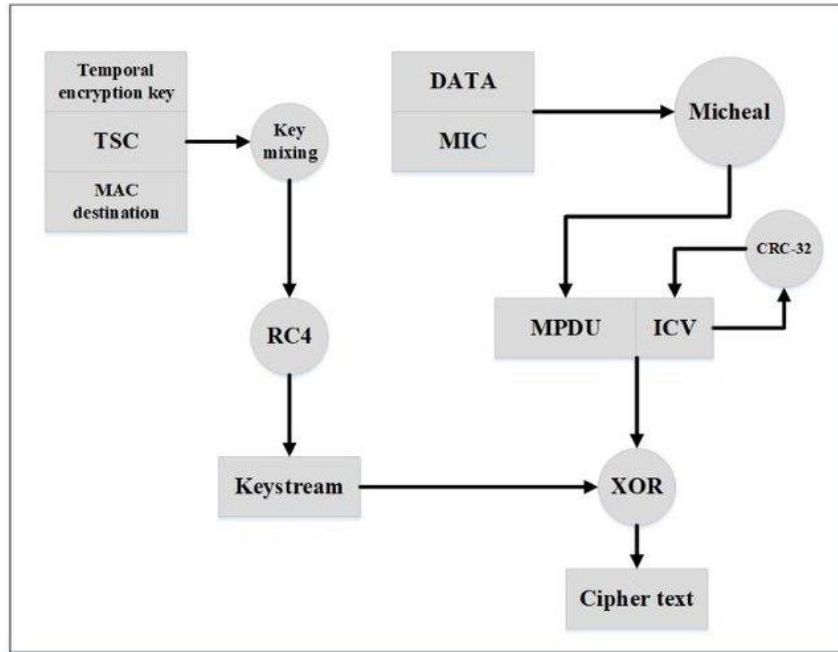 Temporal
encryption key
TSC
MAC
destination
Key
mixing
DATA
MIC
Micheal
CRC-32
RC4
MPDU
ICV
Keystream
XOR
Cipher text